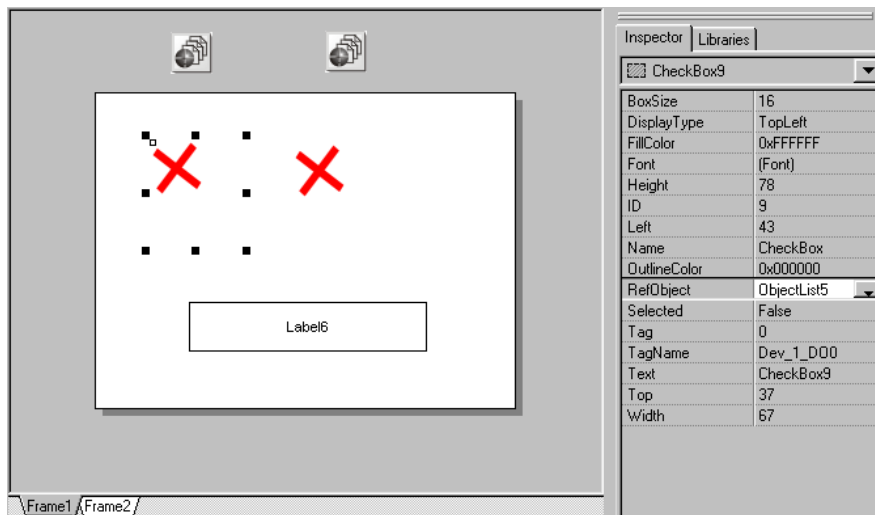 Inspector Libraries
CheckBox9
BoxSize 16
DisplayType TopLeft
FillColor 0xFFFFFF
Font (Font)
Height 78
ID 9
Left 43
Name CheckBox
OutlineColor 0x000000
RefObject ObjectList5
Selected False
Tag 0
TagName Dev_1_DO0
Text CheckBox9
Top 37
Width 67
Label6
Frame1 Frame2